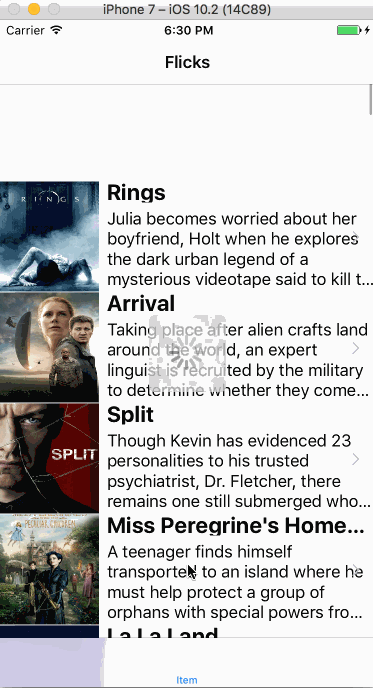 iPhone 7 – iOS 10.2 (14C89)
Carrier 6:30 PM
Flicks
RINGS
Rings
Julia becomes worried about her
boyfriend, Holt when he explores
the dark urban legend of a
mysterious videotape said to kill t...
Arrival
Taking place after alien crafts land
around the world, an expert
linguist is recruited by the military
to determine whether they come...
SPLIT
Split
Though Kevin has evidenced 23
personalities to his trusted
psychiatrist, Dr. Fletcher, there
remains one still submerged who...
PECULIAR CHILDREN
Miss Peregrine's Home...
A teenager finds himself
transported to an island where he
must help protect a group of
orphans with special powers fro...
La La Land
Item